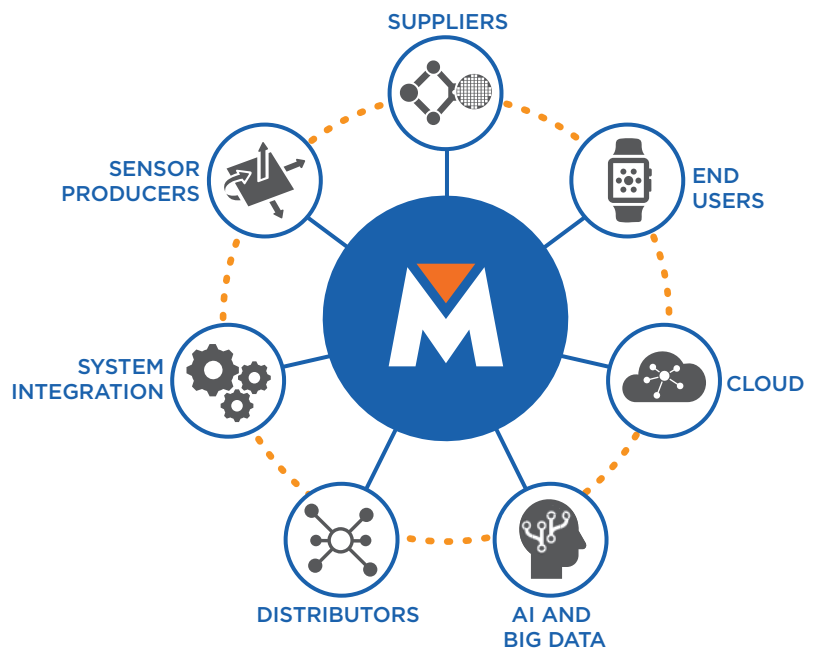 SUPPLIERS
END
USERS
CLOUD
AI AND
BIG DATA
DISTRIBUTORS
SYSTEM
INTEGRATION
SENSOR
PRODUCERS
M